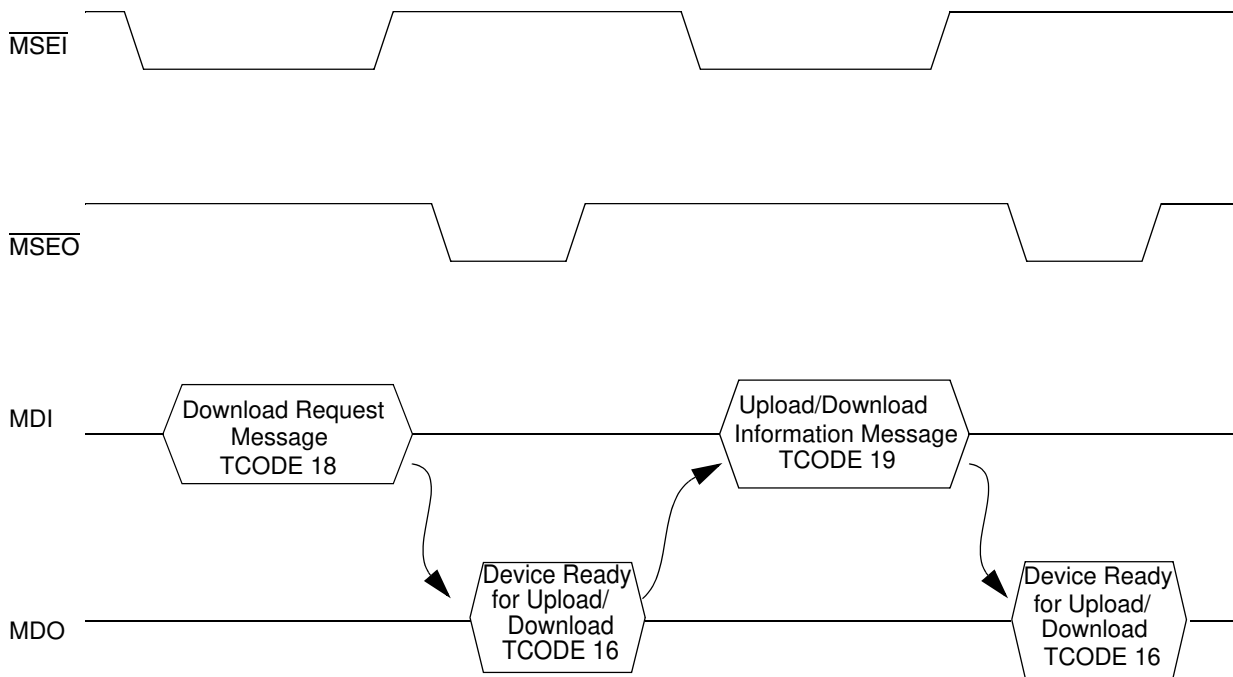 MSEI
MSEO
MDI
Download Request
Message
TCODE 18
Upload/Download
Information Message
TCODE 19
MDO
Device Ready
for Upload/
Download
TCODE 16
Device Ready
for Upload/
Download
TCODE 16